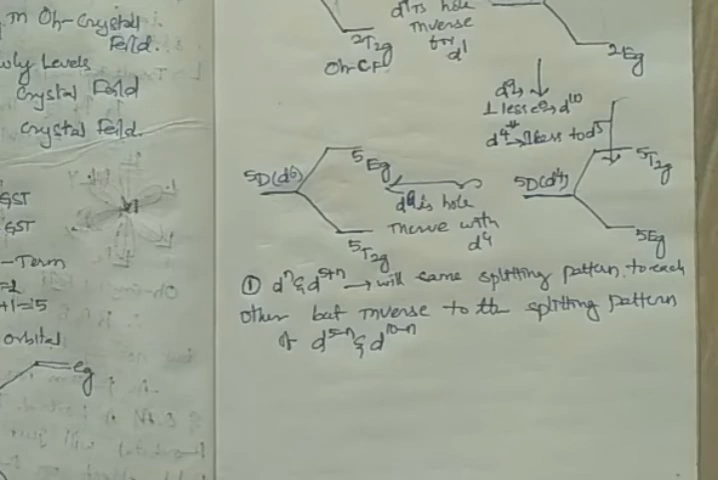 in Oh-crystal
feild.
Levels
crystal feild
crystal feild.
GST
GST
-Term
+1=5
orbital
eg
d9 is hole
inverse
for d1
2T2g
Oh-CF
2Eg
d9→
1 less e→ d10
d4→1less to d5
5D(d6)
5Eg
5T2g
d6 is hole
inverse with
d4
5D(d4)
5T2g
5Eg
① dn & d5+n → will same splitting pattern to each
other but inverse to the splitting pattern
of d5-n & d10-n